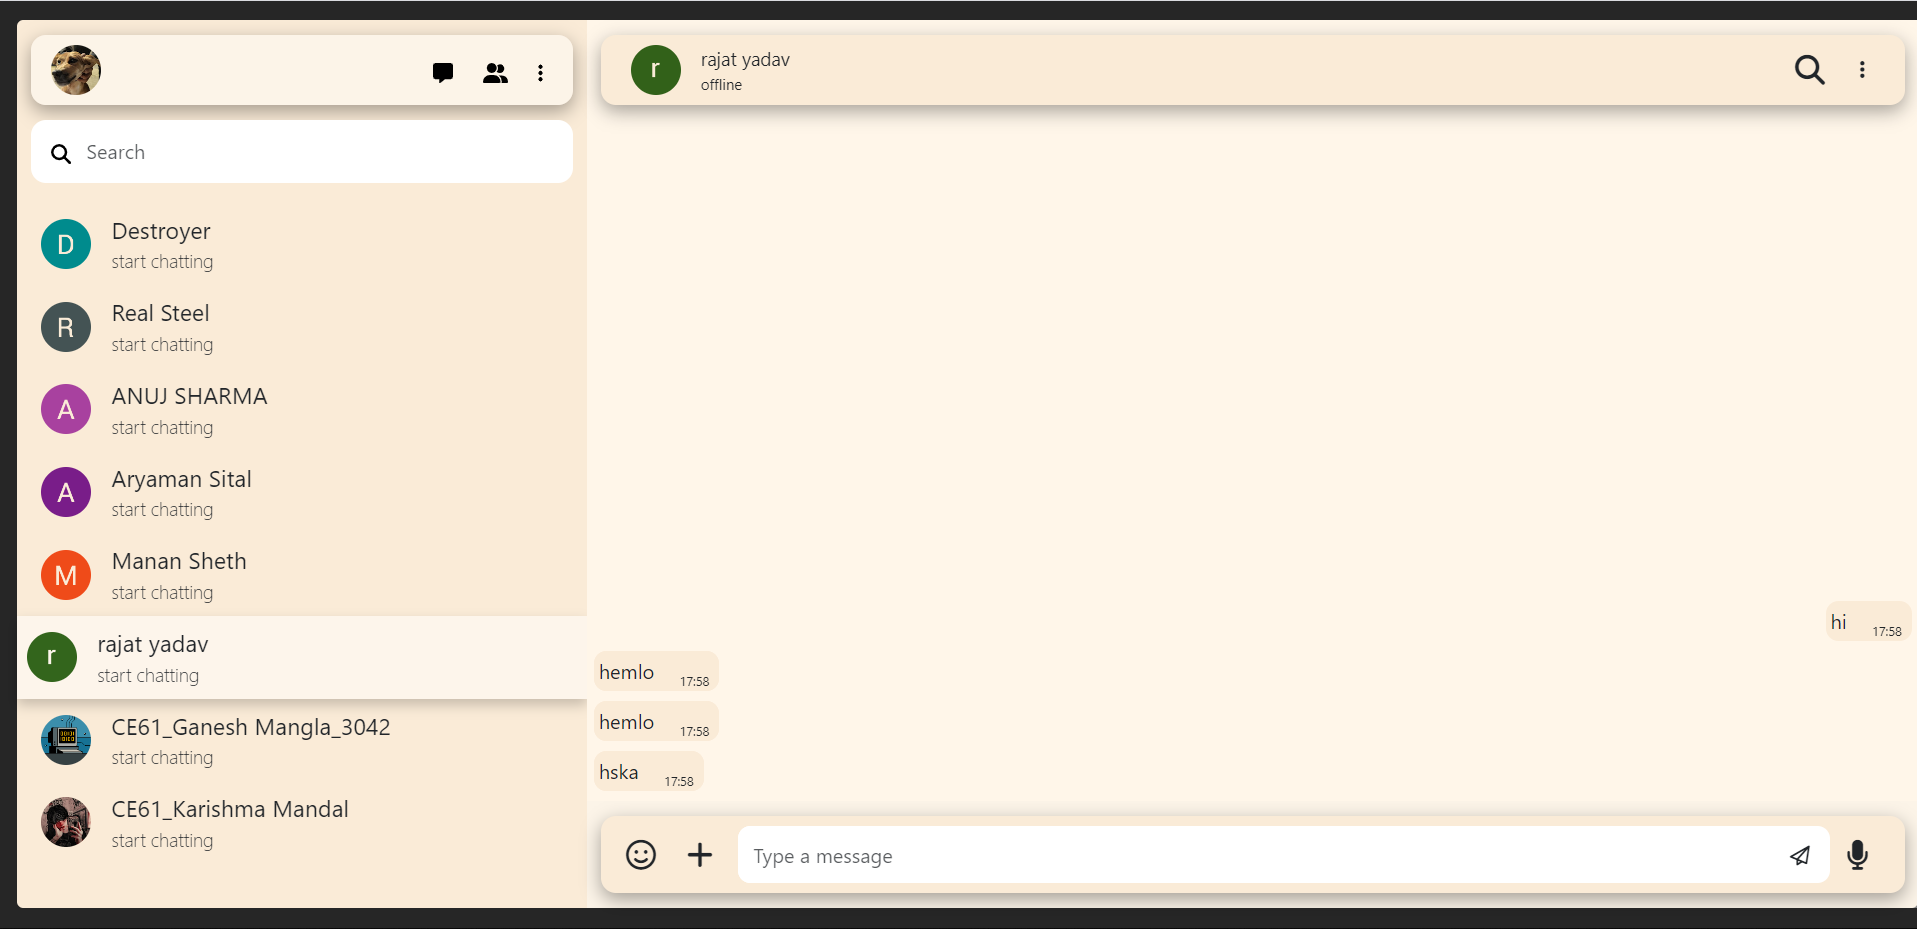 Search
D
Destroyer
start chatting
R
Real Steel
start chatting
A
ANUJ SHARMA
start chatting
A
Aryaman Sital
start chatting
M
Manan Sheth
start chatting
r
rajat yadav
start chatting
CE61_Ganesh Mangla_3042
start chatting
CE61_Karishma Mandal
start chatting
r
rajat yadav
offline
hi 17:58
hemlo 17:58
hemlo 17:58
hska 17:58
Type a message